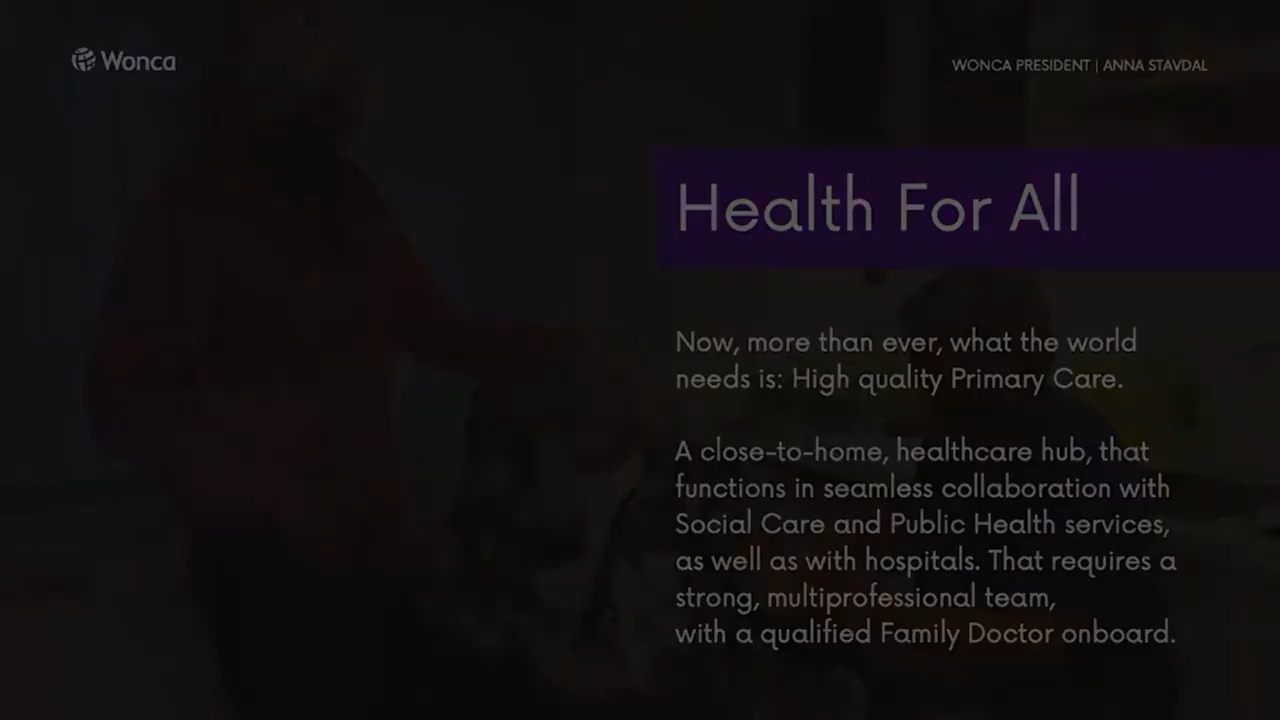 Wonca
WONCA PRESIDENT | ANNA STAVDAL
Health For All
Now, more than ever, what the world
needs is: High quality Primary Care.
A close-to-home, healthcare hub, that
functions in seamless collaboration with
Social Care and Public Health services,
as well as with hospitals. That requires a
strong, multiprofessional team,
with a qualified Family Doctor onboard.